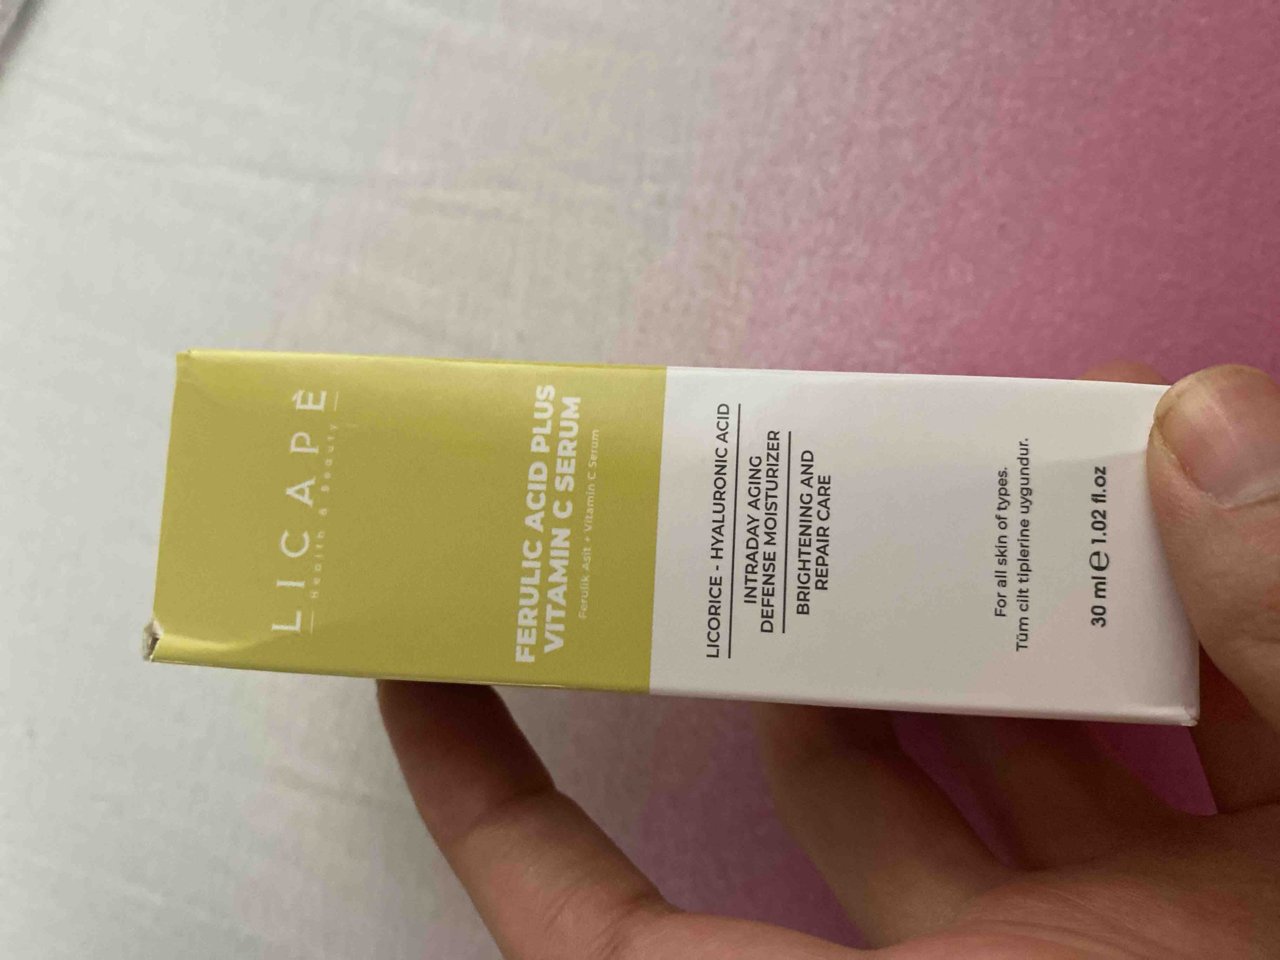 LICAPÈ
Health & Beauty
FERULIC ACID PLUS
VITAMIN C SERUM
Ferulik Asit + Vitamin C Serum
LICORICE - HYALURONIC ACID
INTRADAY AGING
DEFENSE MOISTURIZER
BRIGHTENING AND
REPAIR CARE
For all skin of types.
Tüm cilt tiplerine uygundur.
30 ml e 1.02 fl.oz